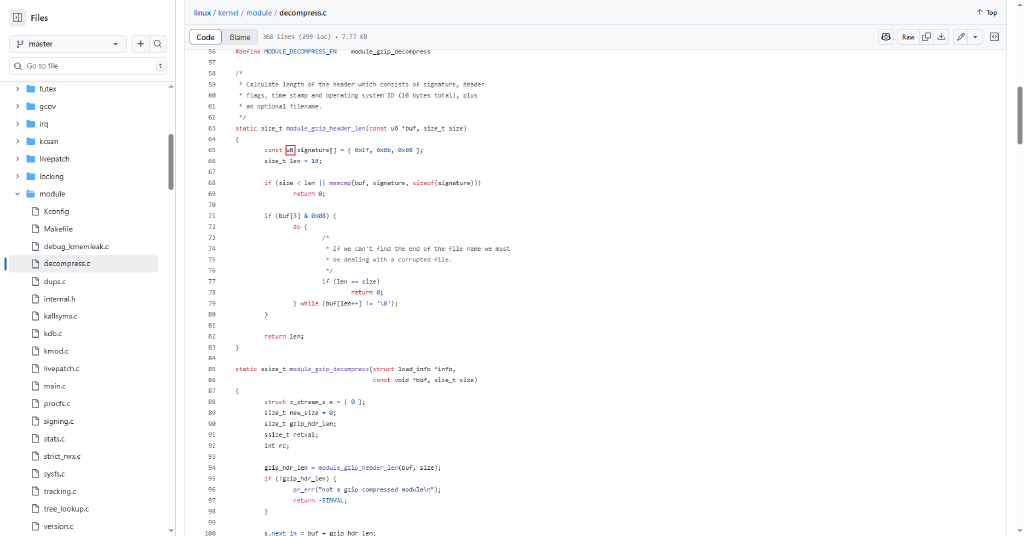 Files
master
Go to file
t
futex
gcov
irq
kcsan
livepatch
locking
module
Kconfig
Makefile
debug_kmemleak.c
decompress.c
dups.c
internal.h
kallsyms.c
kdb.c
kmod.c
livepatch.c
main.c
procfs.c
signing.c
stats.c
strict_rwx.c
sysfs.c
tracking.c
tree_lookup.c
version.c
linux / kernel / module / decompress.c
Top
Code Blame 368 lines (299 loc) · 7.77 KB
Raw
56 #define MODULE_DECOMPRESS_FN module_gzip_decompress
57
58 /*
59 * Calculate length of the header which consists of signature, header
60 * flags, time stamp and operating system ID (10 bytes total), plus
61 * an optional filename.
62 */
63 static size_t module_gzip_header_len(const u8 *buf, size_t size)
64 {
65 const u8 signature[] = { 0x1f, 0x8b, 0x08 };
66 size_t len = 10;
67
68 if (size < len || memcmp(buf, signature, sizeof(signature)))
69 return 0;
70
71 if (buf[3] & 0x08) {
72 do {
73 /*
74 * If we can't find the end of the file name we must
75 * be dealing with a corrupted file.
76 */
77 if (len == size)
78 return 0;
79 } while (buf[len++] != '\0');
80 }
81
82 return len;
83 }
84
85 static ssize_t module_gzip_decompress(struct load_info *info,
86 const void *buf, size_t size)
87 {
88 struct z_stream_s s = { 0 };
89 size_t new_size = 0;
90 size_t gzip_hdr_len;
91 ssize_t retval;
92 int rc;
93
94 gzip_hdr_len = module_gzip_header_len(buf, size);
95 if (!gzip_hdr_len) {
96 pr_err("not a gzip compressed module\n");
97 return -EINVAL;
98 }
99
100 s.next_in = buf + gzip_hdr_len;